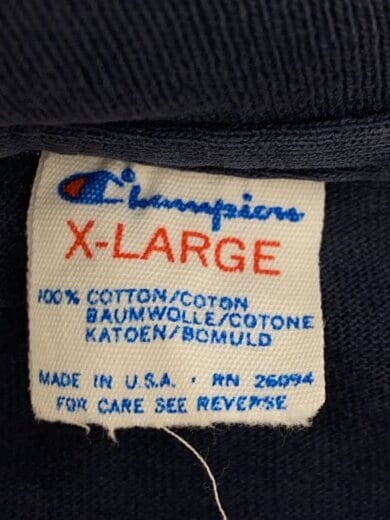 Champion
X-LARGE
100% COTTON/COTON
BAUMWOLLE/COTONE
KATOEN/BOMULD
MADE IN U.S.A. · RN 26094
FOR CARE SEE REVERSE